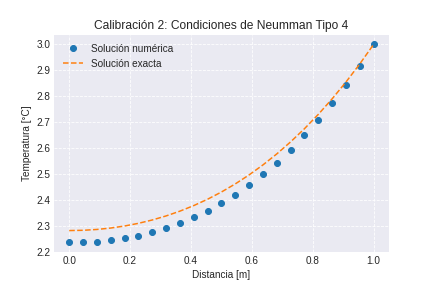 Calibración 2: Condiciones de Neumman Tipo 4
Solución numérica
Solución exacta
Temperatura [°C]
3.0
2.9
2.8
2.7
2.6
2.5
2.4
2.3
2.2
0.0 0.2 0.4 0.6 0.8 1.0
Distancia [m]